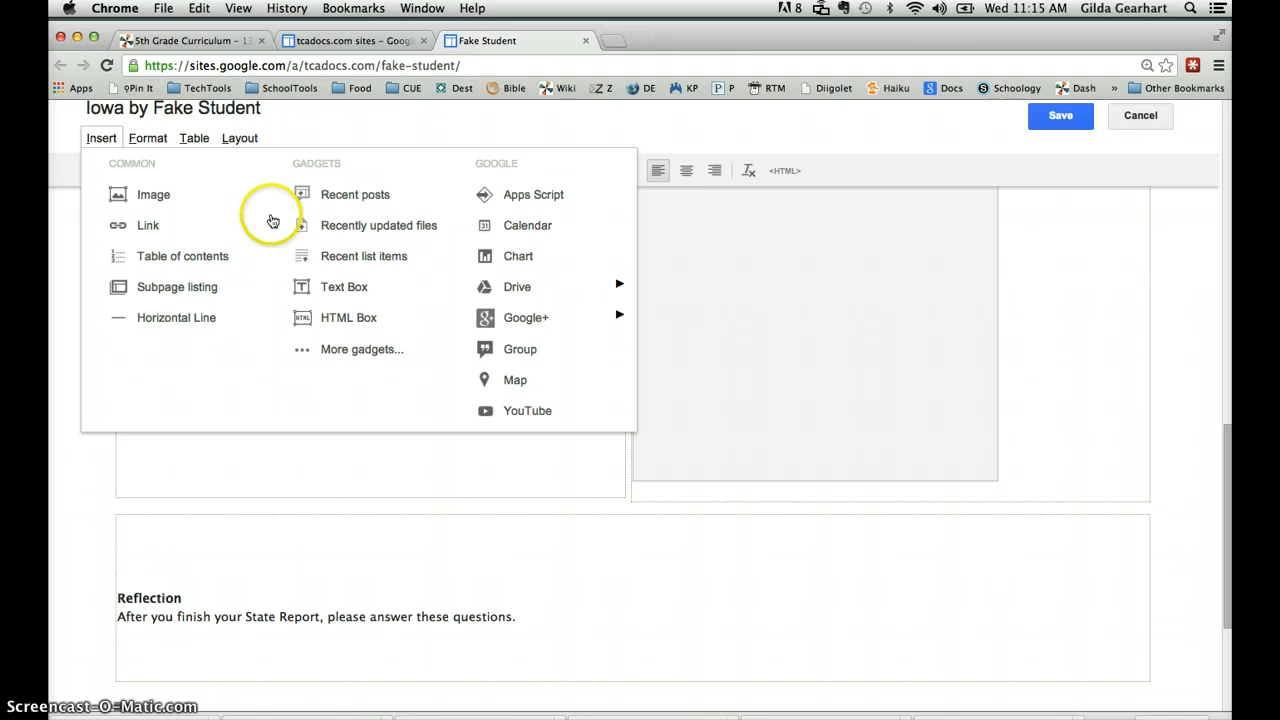 Chrome File Edit View History Bookmarks Window Help 8 Wed 11:15 AM Gilda Gearhart
5th Grade Curriculum – 13 tcadocs.com sites – Goog Fake Student
https://sites.google.com/a/tcadocs.com/fake-student/
Apps Pin It TechTools SchoolTools Food CUE Dest Bible Wiki Z DE KP P RTM Diigolet Haiku Docs Schoology Dash » Other Bookmarks
Iowa by Fake Student
Save Cancel
Insert Format Table Layout
<HTML>
COMMON GADGETS GOOGLE
Image Recent posts Apps Script
Link Recently updated files 31 Calendar
Table of contents Recent list items Chart
Subpage listing Text Box Drive
Horizontal Line HTML HTML Box Google+
More gadgets... Group
Map
YouTube
Reflection
After you finish your State Report, please answer these questions.
Screencast-O-Matic.com